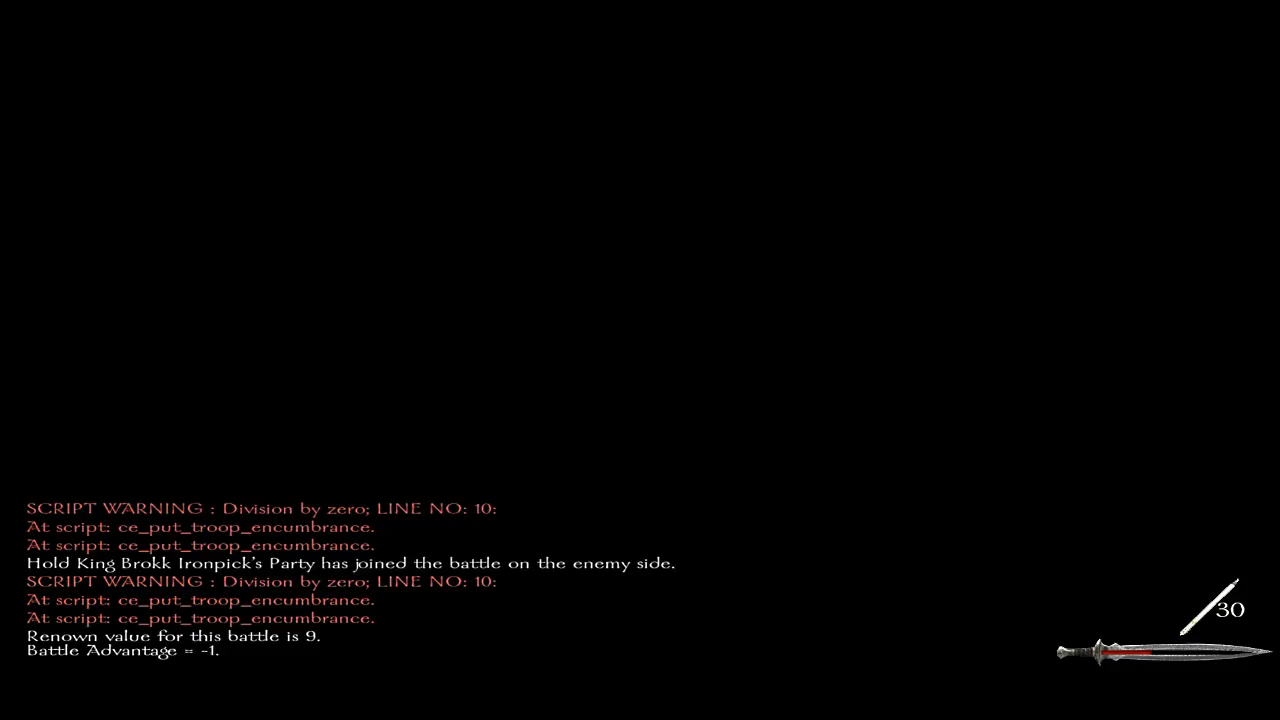 SCRIPT WARNING : Division by zero; LINE NO: 10:
At script: ce_put_troop_encumbrance.
At script: ce_put_troop_encumbrance.
Hold King Brokk Ironpick's Party has joined the battle on the enemy side.
SCRIPT WARNING : Division by zero; LINE NO: 10:
At script: ce_put_troop_encumbrance.
At script: ce_put_troop_encumbrance.
30
Renown value for this battle is 9.
Battle Advantage = -1.